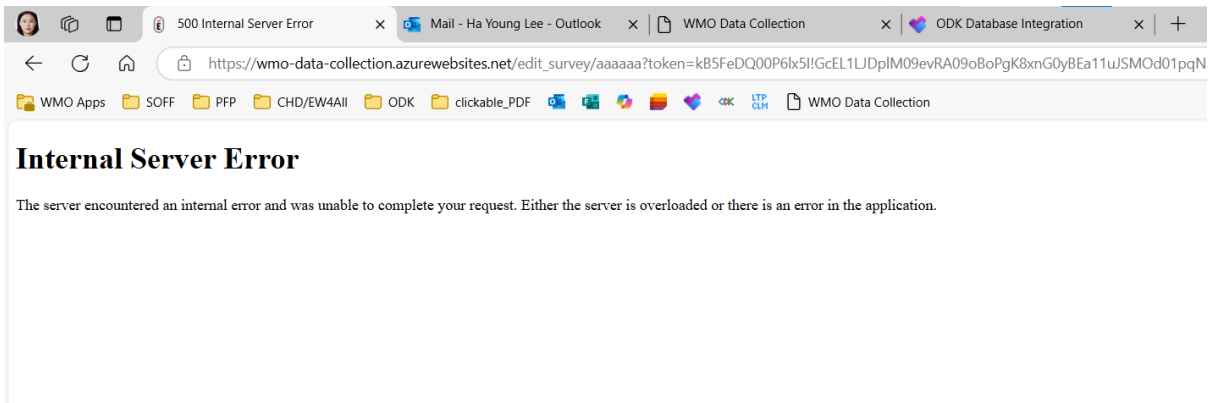 500 Internal Server Error
Mail - Ha Young Lee - Outlook
WMO Data Collection
ODK Database Integration
https://wmo-data-collection.azurewebsites.net/edit_survey/aaaaaa?token=kB5FeDQ00P6lx5I!GcEL1LJDplM09evRA09oBoPgK8xnG0yBEa11uJSMOd01pqN
WMO Apps
SOFF
PFP
CHD/EW4All
ODK
clickable_PDF
LTP
CLM
WMO Data Collection
Internal Server Error
The server encountered an internal error and was unable to complete your request. Either the server is overloaded or there is an error in the application.